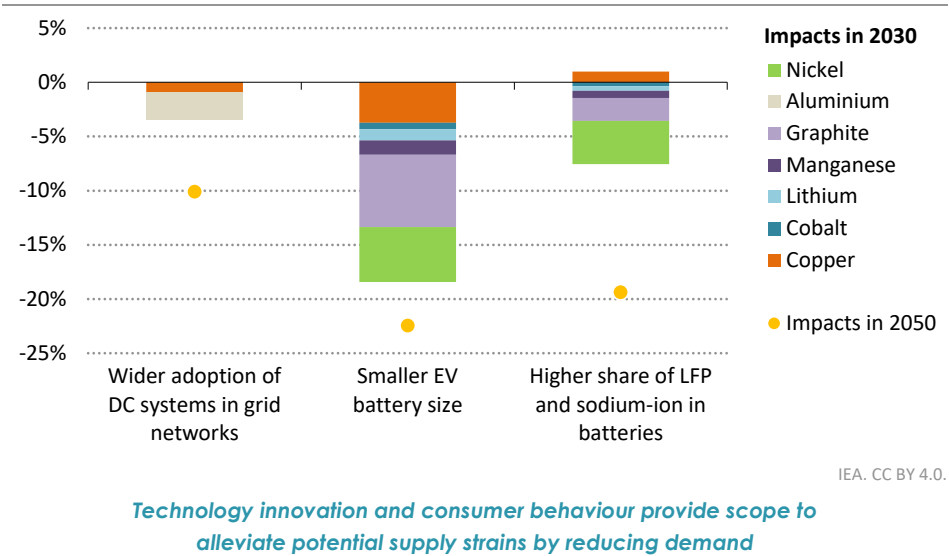 5%
0%
-5%
-10%
-15%
-20%
-25%
Wider adoption of
DC systems in grid
networks
Smaller EV
battery size
Higher share of LFP
and sodium-ion in
batteries
Impacts in 2030
Nickel
Aluminium
Graphite
Manganese
Lithium
Cobalt
Copper
Impacts in 2050
IEA. CC BY 4.0.
Technology innovation and consumer behaviour provide scope to
alleviate potential supply strains by reducing demand